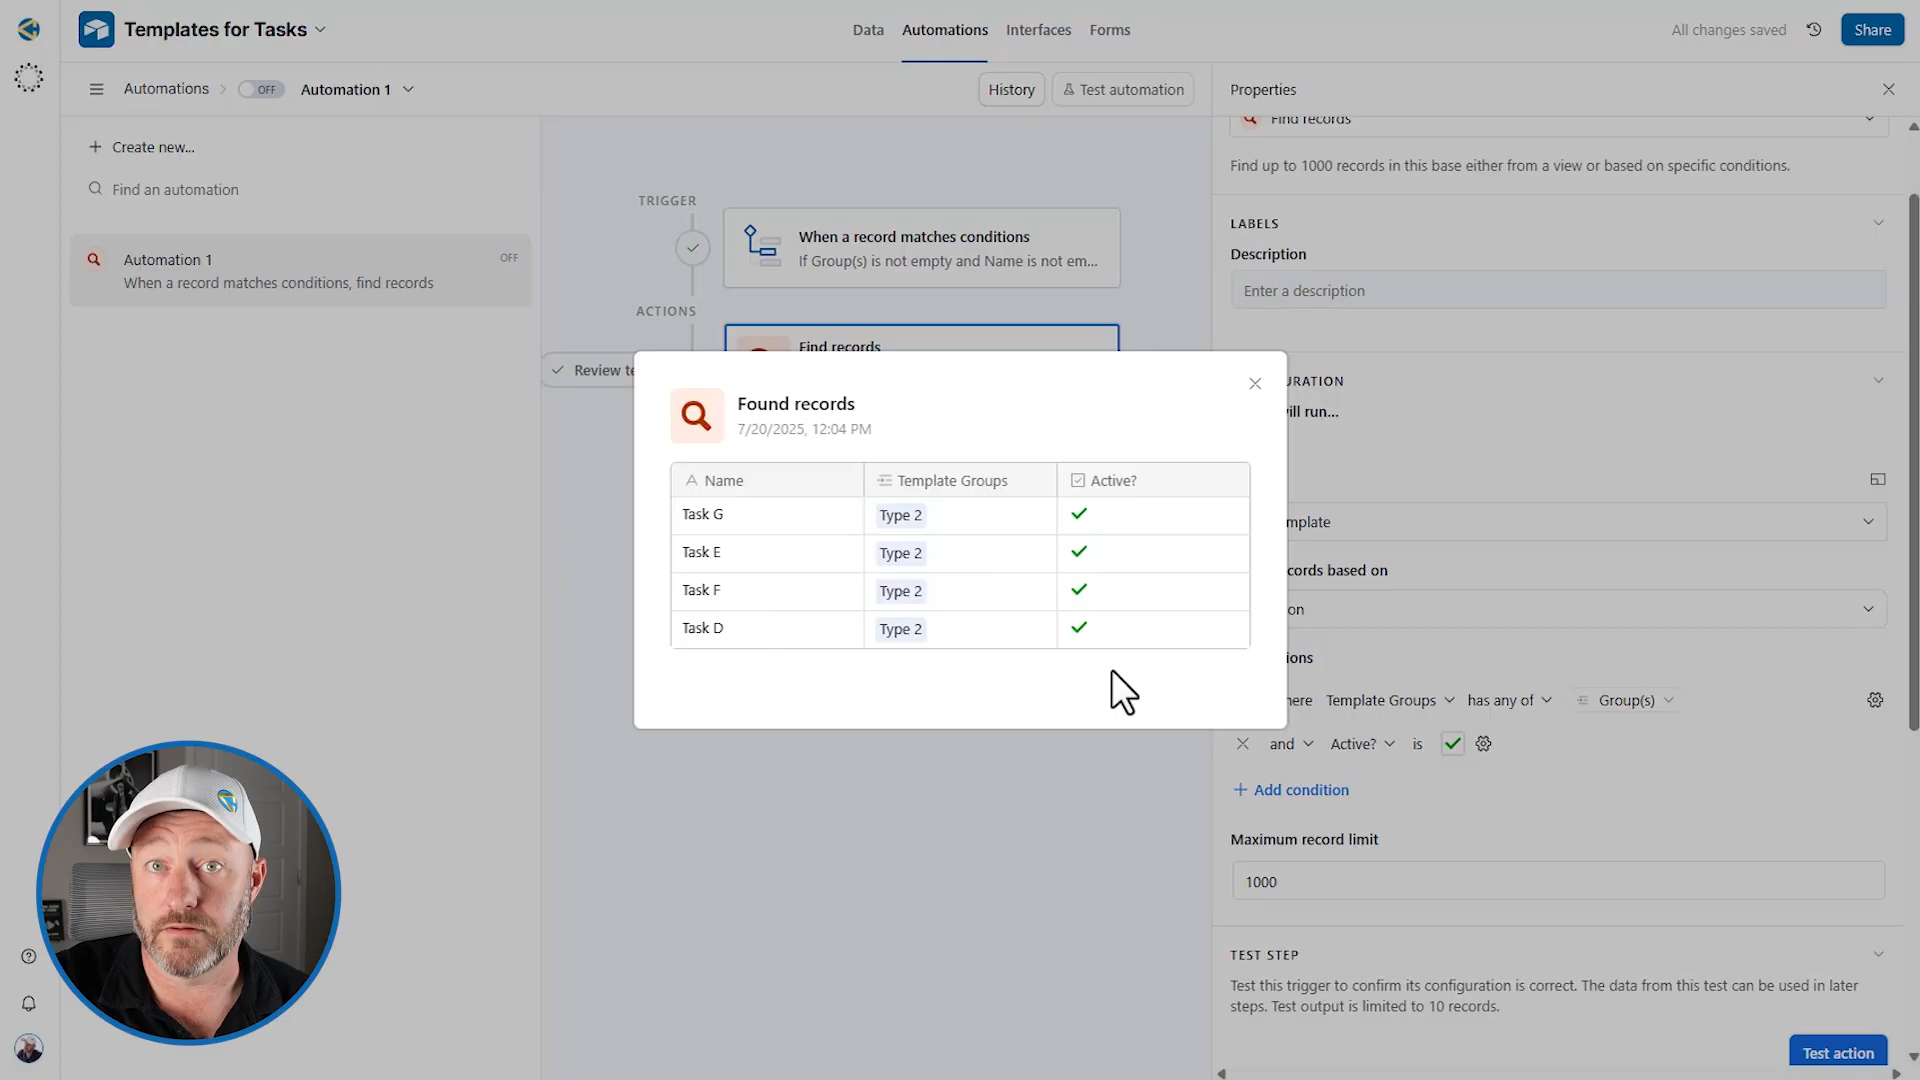 Templates for Tasks
Data
Automations
Interfaces
Forms
All changes saved
Share
Automations
OFF
Automation 1
History
Test automation
Properties
Find records
Find up to 1000 records in this base either from a view or based on specific conditions.
Create new...
Find an automation
Automation 1
OFF
When a record matches conditions, find records
TRIGGER
When a record matches conditions
If Group(s) is not empty and Name is not em...
ACTIONS
Find records
Review te
LABELS
Description
Enter a description
URATION
ill run...
Found records
7/20/2025, 12:04 PM
Name Template Groups Active?
Task G Type 2
Task E Type 2
Task F Type 2
Task D Type 2
mplate
cords based on
on
ions
here Template Groups has any of Group(s)
and Active? is
Add condition
Maximum record limit
1000
TEST STEP
Test this trigger to confirm its configuration is correct. The data from this test can be used in later
steps. Test output is limited to 10 records.
Test action